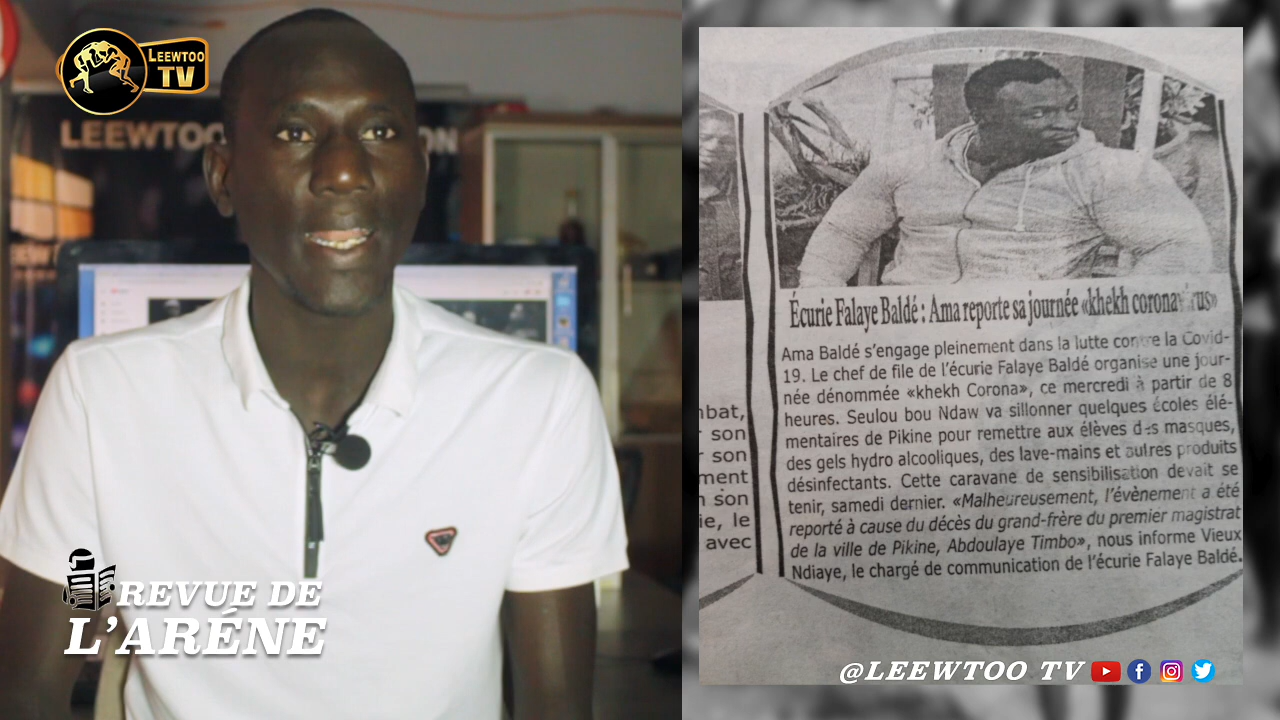 LEEWTOO
TV
LEEWTOO
ON
REVUE DE
L'ARÉNE
Écurie Falaye Baldé : Ama reporte sa journée «khekh coronavirus»
Ama Baldé s'engage pleinement dans la lutte contre la Covid-
19. Le chef de file de l'écurie Falaye Baldé organise une jour-
née dénommée «khekh Corona», ce mercredi à partir de 8
heures. Seulou bou Ndaw va sillonner quelques écoles élé-
mentaires de Pikine pour remettre aux élèves des masques,
des gels hydro alcooliques, des lave-mains et autres produits
désinfectants. Cette caravane de sensibilisation devait se
tenir, samedi dernier. «Malheureusement, l'évènement a été
reporté à cause du décès du grand-frère du premier magistrat
de la ville de Pikine, Abdoulaye Timbo», nous informe Vieux
Ndiaye, le chargé de communication de l'écurie Falaye Baldé.
nbat,
son
son
ment
son
ie, le
avec
@LEEWTOO TV